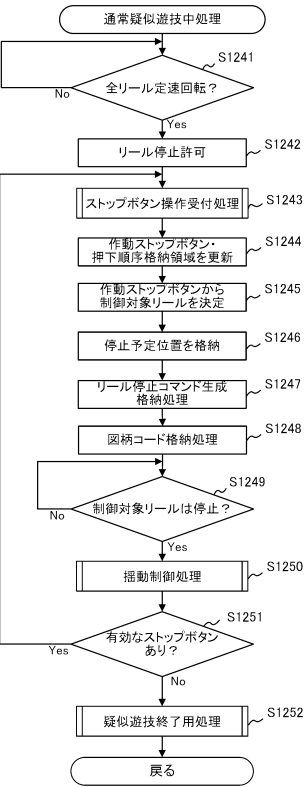 通常疑似遊技中処理
S1241
全リール定速回転？
No
Yes
S1242
リール停止許可
S1243
ストップボタン操作受付処理
S1244
作動ストップボタン・
押下順序格納領域を更新
S1245
作動ストップボタンから
制御対象リールを決定
S1246
停止予定位置を格納
S1247
リール停止コマンド生成
格納処理
S1248
図柄コード格納処理
S1249
制御対象リールは停止？
No
Yes
S1250
揺動制御処理
S1251
有効なストップボタン
あり？
Yes
No
S1252
疑似遊技終了用処理
戻る